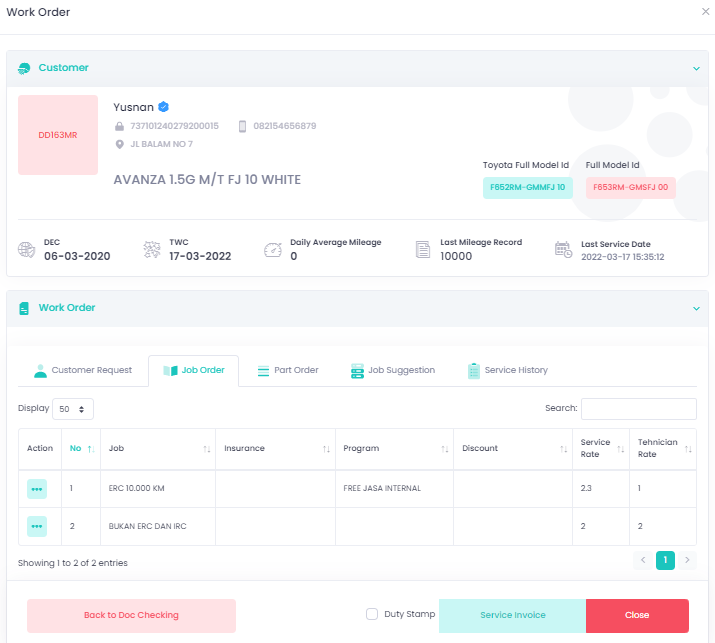 Work Order
Customer
DD163MR
Yusnan
737101240279200015 082154656879
JL BALAM NO 7
AVANZA 1.5G M/T FJ 10 WHITE
Toyota Full Model Id Full Model Id
F652RM-GMMFJ 10 F653RM-GMSFJ 00
DEC TWC Daily Average Mileage Last Mileage Record Last Service Date
06-03-2020 17-03-2022 0 10000 2022-03-17 15:35:12
Work Order
Customer Request Job Order Part Order Job Suggestion Service History
Display 50 Search:
Action No Job Insurance Program Discount Service Rate Tehnician Rate
1 ERC 10.000 KM FREE JASA INTERNAL 2.3 1
2 BUKAN ERC DAN IRC 2 2
Showing 1 to 2 of 2 entries 1
Back to Doc Checking Duty Stamp Service Invoice Close